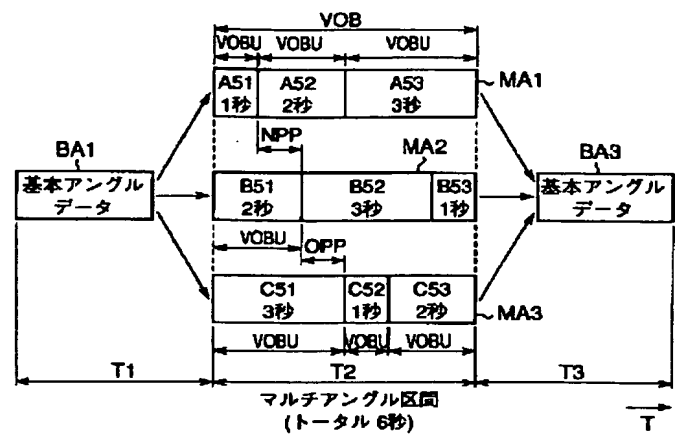 VOB
VOBU VOBU VOBU
A51 A52 A53
1秒 2秒 3秒
MA1
NPP
MA2
BA1
基本アングル
データ
B51 B52 B53
2秒 3秒 1秒
BA3
基本アングル
データ
VOBU
OPP
C51 C52 C53
3秒 1秒 2秒
MA3
VOBU VOBU VOBU
T1 T2 T3
マルチアングル区間
(トータル 6秒)
T